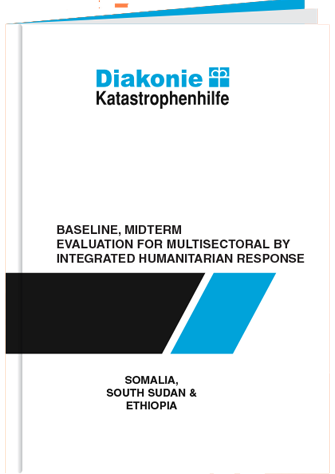 Diakonie
Katastrophenhilfe
BASELINE, MIDTERM
EVALUATION FOR MULTISECTORAL BY
INTEGRATED HUMANITARIAN RESPONSE
SOMALIA,
SOUTH SUDAN &
ETHIOPIA